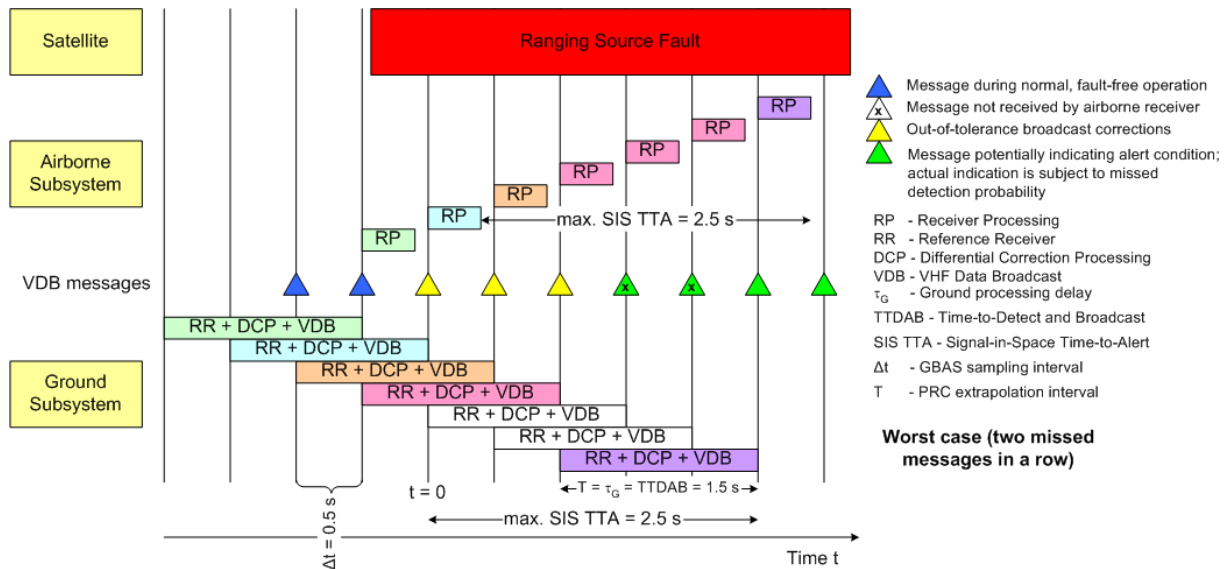 Satellite
Ranging Source Fault
Message during normal, fault-free operation
x
Message not received by airborne receiver
Out-of-tolerance broadcast corrections
Message potentially indicating alert condition;
actual indication is subject to missed
detection probability
RP
RP
RP
RP
RP
RP
RP
Airborne
Subsystem
max. SIS TTA = 2.5 s
RP - Receiver Processing
RR - Reference Receiver
DCP - Differential Correction Processing
VDB - VHF Data Broadcast
τG - Ground processing delay
TTDAB - Time-to-Detect and Broadcast
SIS TTA - Signal-in-Space Time-to-Alert
Δt - GBAS sampling interval
T - PRC extrapolation interval
VDB messages
x
x
RR + DCP + VDB
RR + DCP + VDB
RR + DCP + VDB
RR + DCP + VDB
RR + DCP + VDB
RR + DCP + VDB
RR + DCP + VDB
Ground
Subsystem
Worst case (two missed
messages in a row)
t = 0
T = τG = TTDAB = 1.5 s
Δt = 0.5 s
max. SIS TTA = 2.5 s
Time t